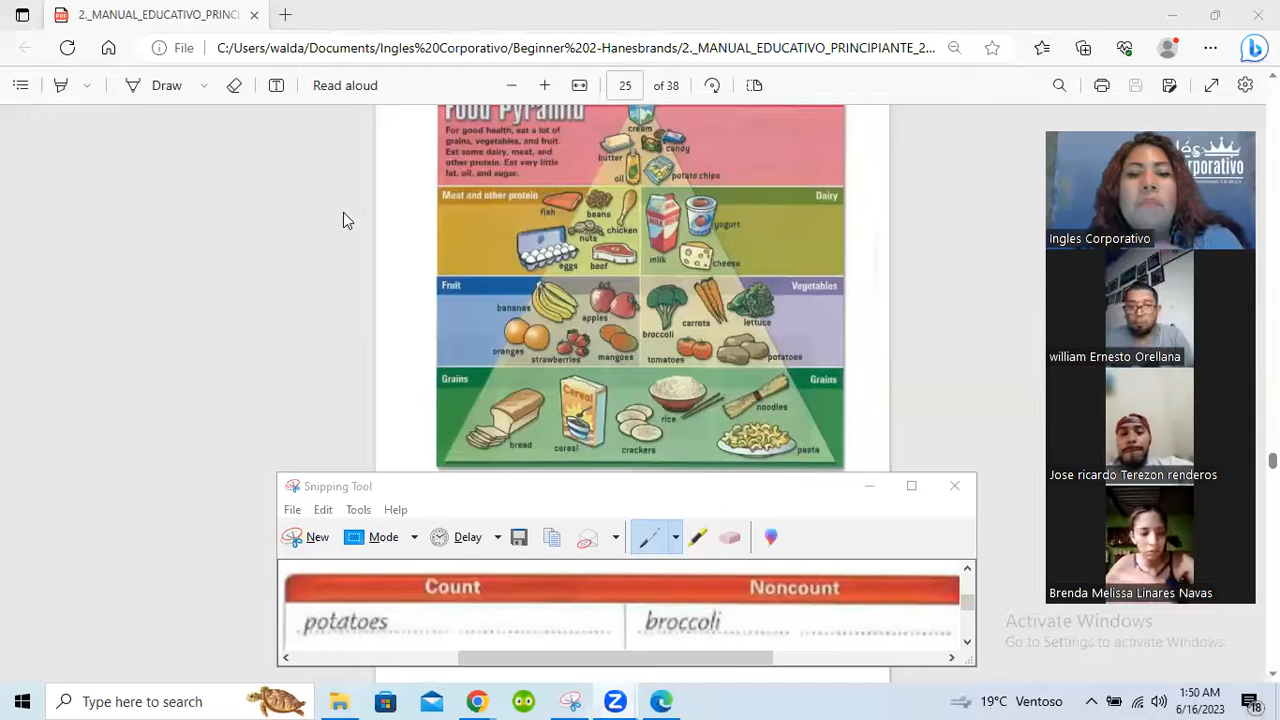 2_MANUAL_EDUCATIVO_PRINCI
File C:/Users/walda/Documents/Ingles%20Corporativo/Beginner%202-Hanesbrands/2._MANUAL_EDUCATIVO_PRINCIPIANTE_2...
Draw Read aloud 25 of 38
Food Pyramid
For good health, eat a lot of
grains, vegetables, and fruit.
Eat some dairy, meat, and
other protein. Eat very little
fat, oil, and sugar.
cream
butter
candy
oil
potato chips
Meat and other protein
Dairy
fish
beans
chicken
nuts
eggs
beef
milk
yogurt
cheese
Fruit
Vegetables
bananas
apples
oranges
strawberries
mangoes
broccoli
carrots
lettuce
tomatoes
potatoes
Grains
Grains
bread
cereal
Cereal
crackers
rice
noodles
pasta
és
rporativo
Ingles Corporativo
william Ernesto Orellana
Jose ricardo Terezon renderos
Brenda Melissa Linares Navas
Snipping Tool
File Edit Tools Help
New Mode Delay
Count Noncount
potatoes broccoli
Activate Windows
Go to Settings to activate Windows.
Type here to search
19°C Ventoso
1:50 AM
6/16/2023
18